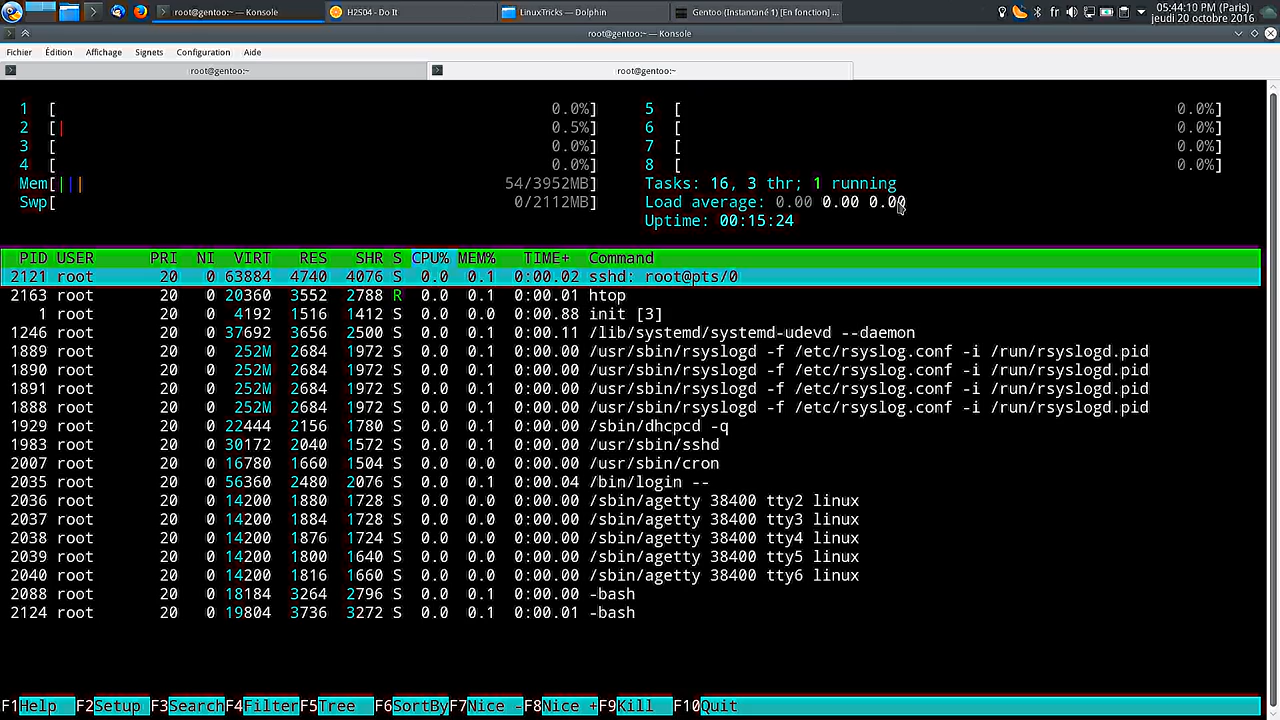 root@gentoo:~ — Konsole
H2S04 - Do It
LinuxTricks — Dolphin
Gentoo (Instantané 1) [En fonction] ...
fr
05:44:10 PM (Paris)
jeudi 20 octobre 2016
root@gentoo:~ — Konsole
Fichier Édition Affichage Signets Configuration Aide
root@gentoo:~
root@gentoo:~
1 [ 0.0%] 5 [ 0.0%]
2 [| 0.5%] 6 [ 0.0%]
3 [ 0.0%] 7 [ 0.0%]
4 [ 0.0%] 8 [ 0.0%]
Mem[||| 54/3952MB] Tasks: 16, 3 thr; 1 running
Swp[ 0/2112MB] Load average: 0.00 0.00 0.00
Uptime: 00:15:24
PID USER PRI NI VIRT RES SHR S CPU% MEM% TIME+ Command
2121 root 20 0 63884 4740 4076 S 0.0 0.1 0:00.02 sshd: root@pts/0
2163 root 20 0 20360 3552 2788 R 0.0 0.1 0:00.01 htop
1 root 20 0 4192 1516 1412 S 0.0 0.0 0:00.88 init [3]
1246 root 20 0 37692 3656 2500 S 0.0 0.1 0:00.11 /lib/systemd/systemd-udevd --daemon
1889 root 20 0 252M 2684 1972 S 0.0 0.1 0:00.00 /usr/sbin/rsyslogd -f /etc/rsyslog.conf -i /run/rsyslogd.pid
1890 root 20 0 252M 2684 1972 S 0.0 0.1 0:00.00 /usr/sbin/rsyslogd -f /etc/rsyslog.conf -i /run/rsyslogd.pid
1891 root 20 0 252M 2684 1972 S 0.0 0.1 0:00.00 /usr/sbin/rsyslogd -f /etc/rsyslog.conf -i /run/rsyslogd.pid
1888 root 20 0 252M 2684 1972 S 0.0 0.1 0:00.00 /usr/sbin/rsyslogd -f /etc/rsyslog.conf -i /run/rsyslogd.pid
1929 root 20 0 22444 2156 1780 S 0.0 0.1 0:00.00 /sbin/dhcpcd -q
1983 root 20 0 30172 2040 1572 S 0.0 0.1 0:00.00 /usr/sbin/sshd
2007 root 20 0 16780 1660 1504 S 0.0 0.0 0:00.00 /usr/sbin/cron
2035 root 20 0 56360 2480 2076 S 0.0 0.1 0:00.04 /bin/login --
2036 root 20 0 14200 1880 1728 S 0.0 0.0 0:00.00 /sbin/agetty 38400 tty2 linux
2037 root 20 0 14200 1884 1728 S 0.0 0.0 0:00.00 /sbin/agetty 38400 tty3 linux
2038 root 20 0 14200 1876 1724 S 0.0 0.0 0:00.00 /sbin/agetty 38400 tty4 linux
2039 root 20 0 14200 1800 1640 S 0.0 0.0 0:00.00 /sbin/agetty 38400 tty5 linux
2040 root 20 0 14200 1816 1660 S 0.0 0.0 0:00.00 /sbin/agetty 38400 tty6 linux
2088 root 20 0 18184 3264 2796 S 0.0 0.1 0:00.00 -bash
2124 root 20 0 19804 3736 3272 S 0.0 0.1 0:00.01 -bash
F1Help F2Setup F3SearchF4FilterF5Tree F6SortByF7Nice -F8Nice +F9Kill F10Quit